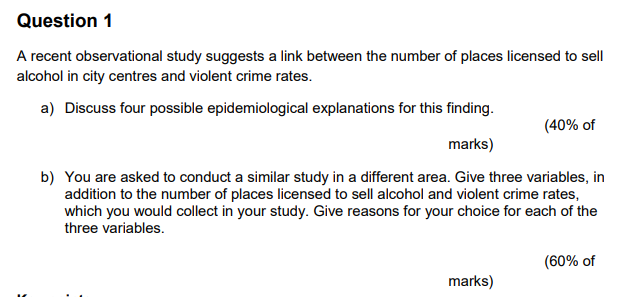 Question 1
A recent observational study suggests a link between the number of places licensed to sell
alcohol in city centres and violent crime rates.
a) Discuss four possible epidemiological explanations for this finding.
(40% of
marks)
b) You are asked to conduct a similar study in a different area. Give three variables, in
addition to the number of places licensed to sell alcohol and violent crime rates,
which you would collect in your study. Give reasons for your choice for each of the
three variables.
(60% of
marks)